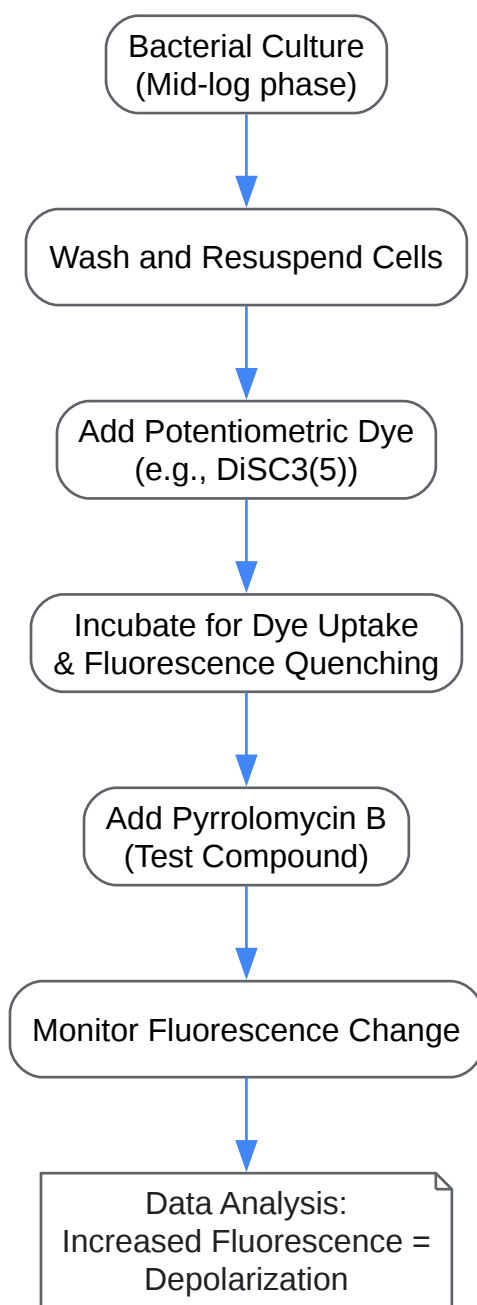 Bacterial Culture
(Mid-log phase)
Wash and Resuspend Cells
Add Potentiometric Dye
(e.g., DiSC3(5))
Incubate for Dye Uptake
& Fluorescence Quenching
Add Pyrrolomycin B
(Test Compound)
Monitor Fluorescence Change
Data Analysis:
Increased Fluorescence =
Depolarization